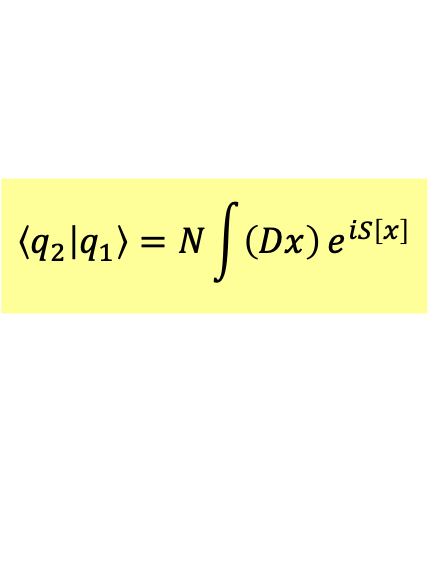 ⟨q₂|q₁⟩ = N ∫(Dx) e^{iS[x]}